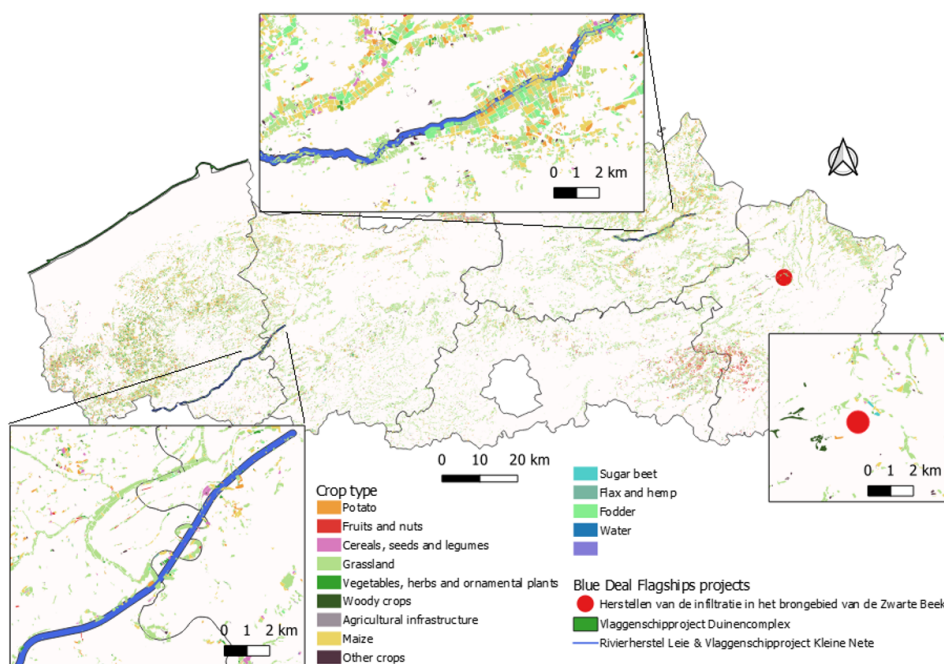 0 1 2 km
0 10 20 km
0 1 2 km
0 1 2 km
Crop type
Potato
Fruits and nuts
Cereals, seeds and legumes
Grassland
Vegetables, herbs and ornamental plants
Woody crops
Agricultural infrastructure
Maize
Other crops
Sugar beet
Flax and hemp
Fodder
Water
Blue Deal Flagships projects
Herstellen van de infiltratie in het brongebied van de Zwarte Beek
Vlaggenschipproject Duinencomplex
Rivierherstel Leie & Vlaggenschipproject Kleine Nete